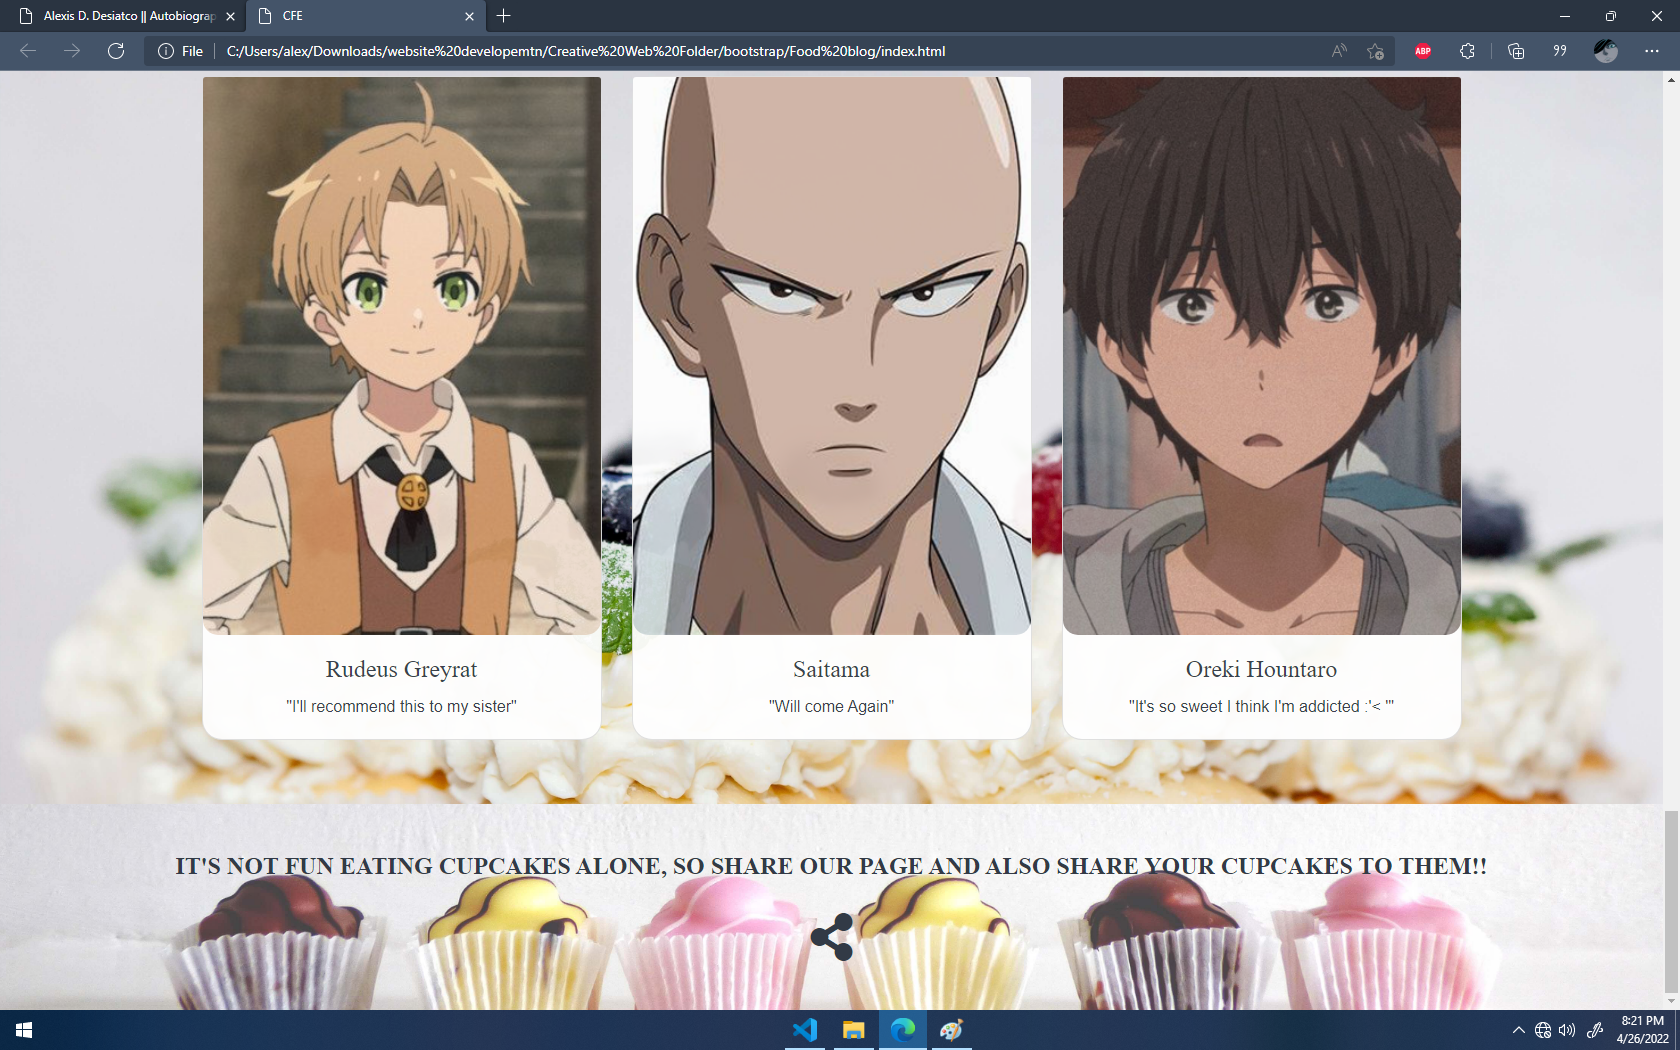 Alexis D. Desiatco || Autobiograp
CFE
File
C:/Users/alex/Downloads/website%20developemtn/Creative%20Web%20Folder/bootstrap/Food%20blog/index.html
ABP
Rudeus Greyrat
"I'll recommend this to my sister"
Saitama
"Will come Again"
Oreki Hountaro
"It's so sweet I think I'm addicted :'< '"
IT'S NOT FUN EATING CUPCAKES ALONE, SO SHARE OUR PAGE AND ALSO SHARE YOUR CUPCAKES TO THEM!!
8:21 PM
4/26/2022